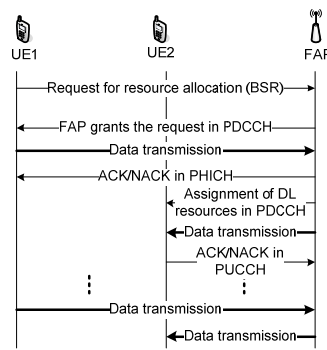 UE1
UE2
FAP
Request for resource allocation (BSR)
FAP grants the request in PDCCH
Data transmission
ACK/NACK in PHICH
Assignment of DL
resources in PDCCH
Data transmission
ACK/NACK in
PUCCH
Data transmission
Data transmission